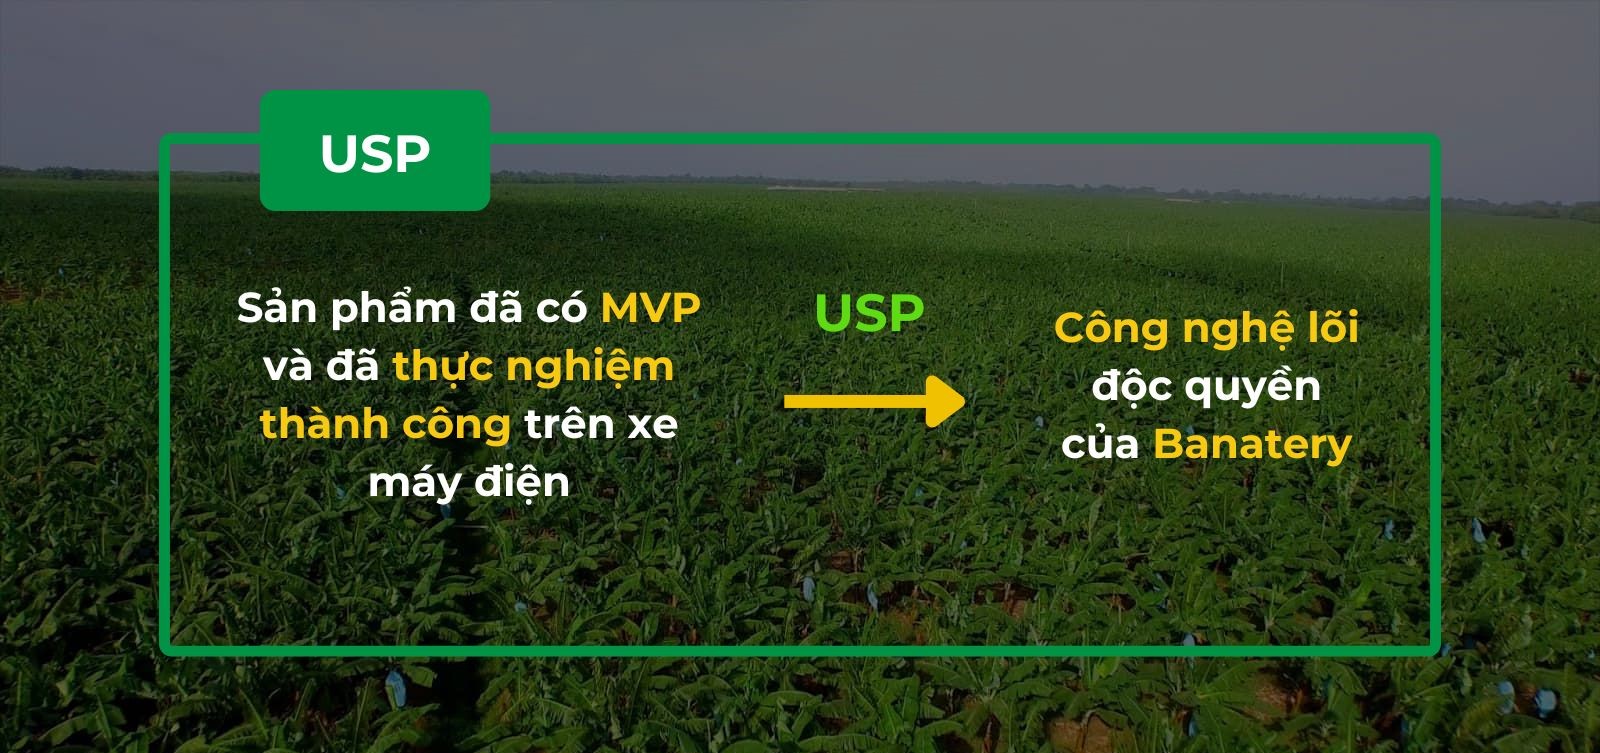 USP
Sản phẩm đã có MVP
và đã thực nghiệm
thành công trên xe
máy điện
USP
Công nghệ lõi
độc quyền
của Banatery